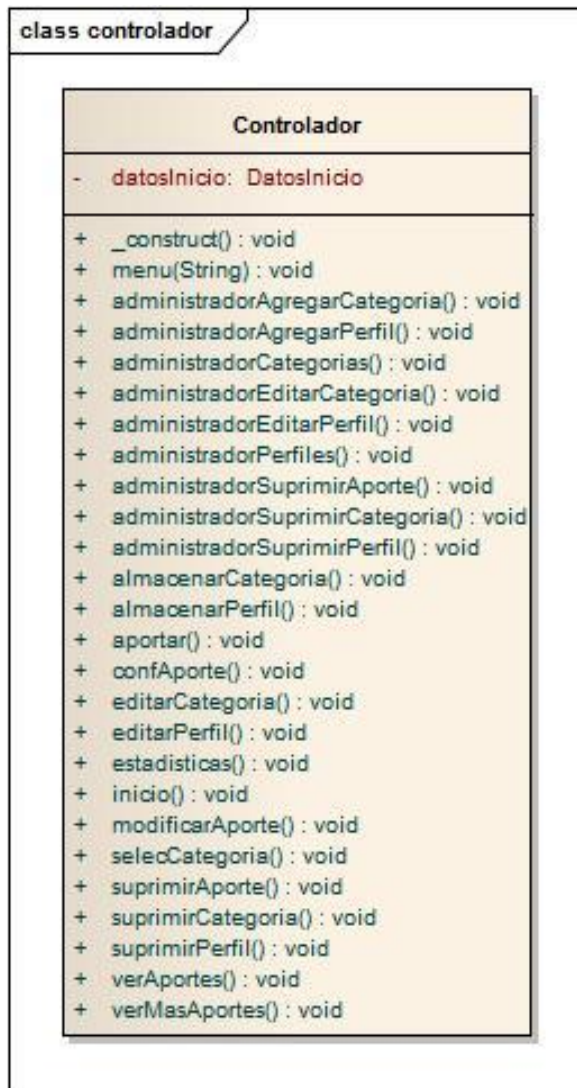 class controlador
Controlador
- datosInicio: DatosInicio
+ _construct() : void
+ menu(String) : void
+ administradorAgregarCategoria() : void
+ administradorAgregarPerfil() : void
+ administradorCategorias() : void
+ administradorEditarCategoria() : void
+ administradorEditarPerfil() : void
+ administradorPerfiles() : void
+ administradorSuprimirAporte() : void
+ administradorSuprimirCategoria() : void
+ administradorSuprimirPerfil() : void
+ almacenarCategoria() : void
+ almacenarPerfil() : void
+ aportar() : void
+ confAporte() : void
+ editarCategoria() : void
+ editarPerfil() : void
+ estadisticas() : void
+ inicio() : void
+ modificarAporte() : void
+ selecCategoria() : void
+ suprimirAporte() : void
+ suprimirCategoria() : void
+ suprimirPerfil() : void
+ verAportes() : void
+ verMasAportes() : void